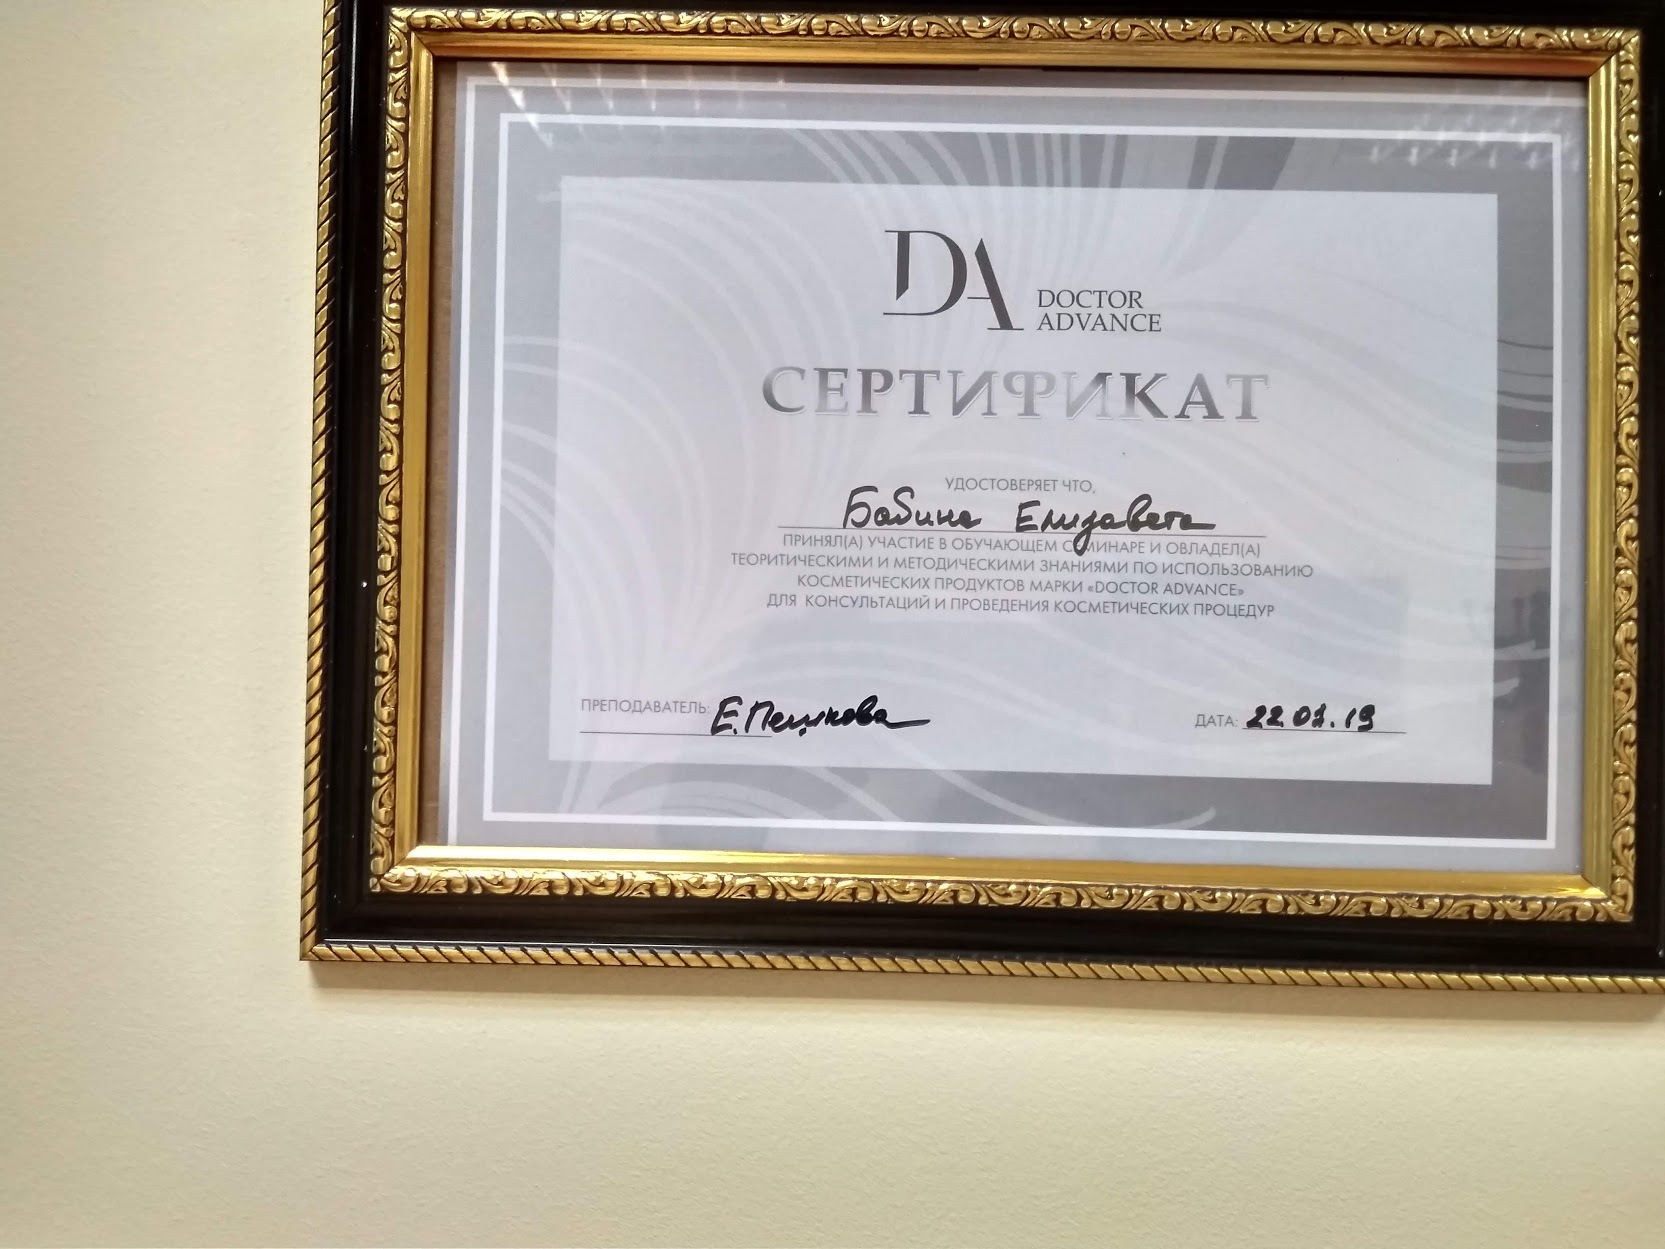 DA DOCTOR
ADVANCE
СЕРТИФИКАТ
УДОСТОВЕРЯЕТ ЧТО,
Бабина Елизавета
ПРИНЯЛ(А) УЧАСТИЕ В ОБУЧАЮЩЕМ СЕМИНАРЕ И ОВЛАДЕЛ(А)
ТЕОРИТИЧЕСКИМИ И МЕТОДИЧЕСКИМИ ЗНАНИЯМИ ПО ИСПОЛЬЗОВАНИЮ
КОСМЕТИЧЕСКИХ ПРОДУКТОВ МАРКИ «DOCTOR ADVANCE»
ДЛЯ КОНСУЛЬТАЦИЙ И ПРОВЕДЕНИЯ КОСМЕТИЧЕСКИХ ПРОЦЕДУР
ПРЕПОДАВАТЕЛЬ: Е.Пешкова ДАТА: 22.07.19